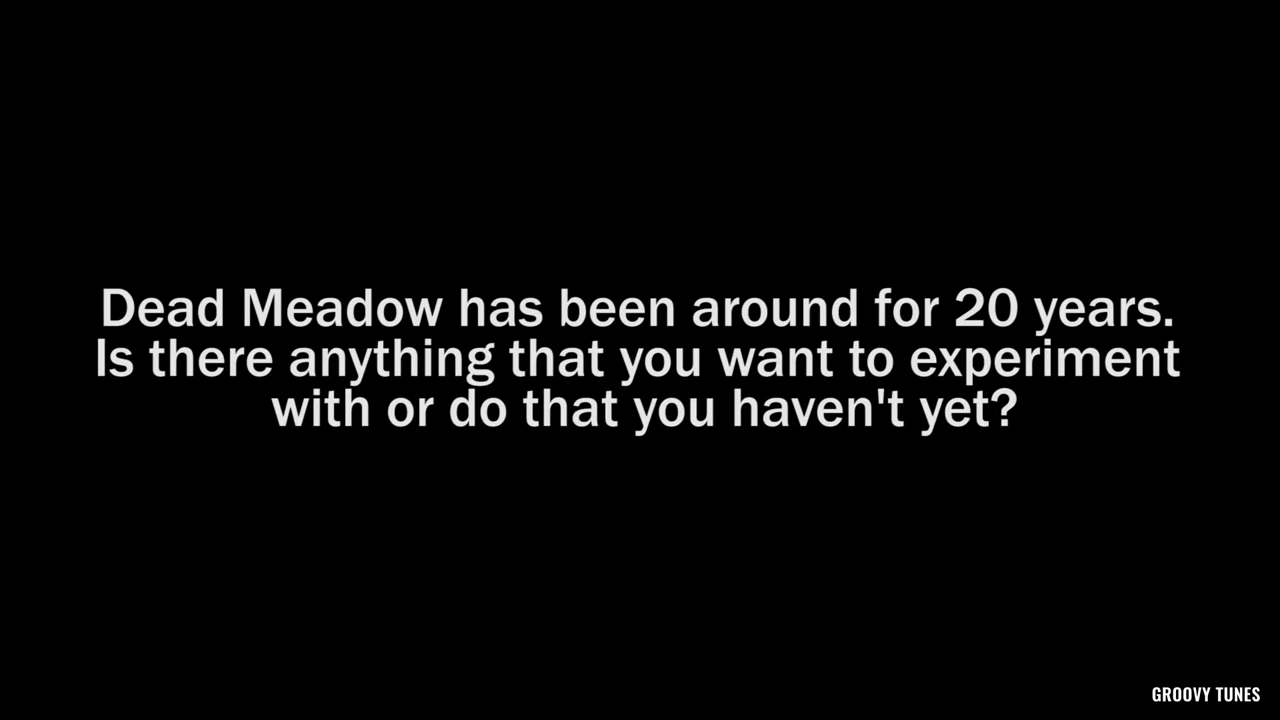 Dead Meadow has been around for 20 years.
Is there anything that you want to experiment
with or do that you haven't yet?
GROOVY TUNES